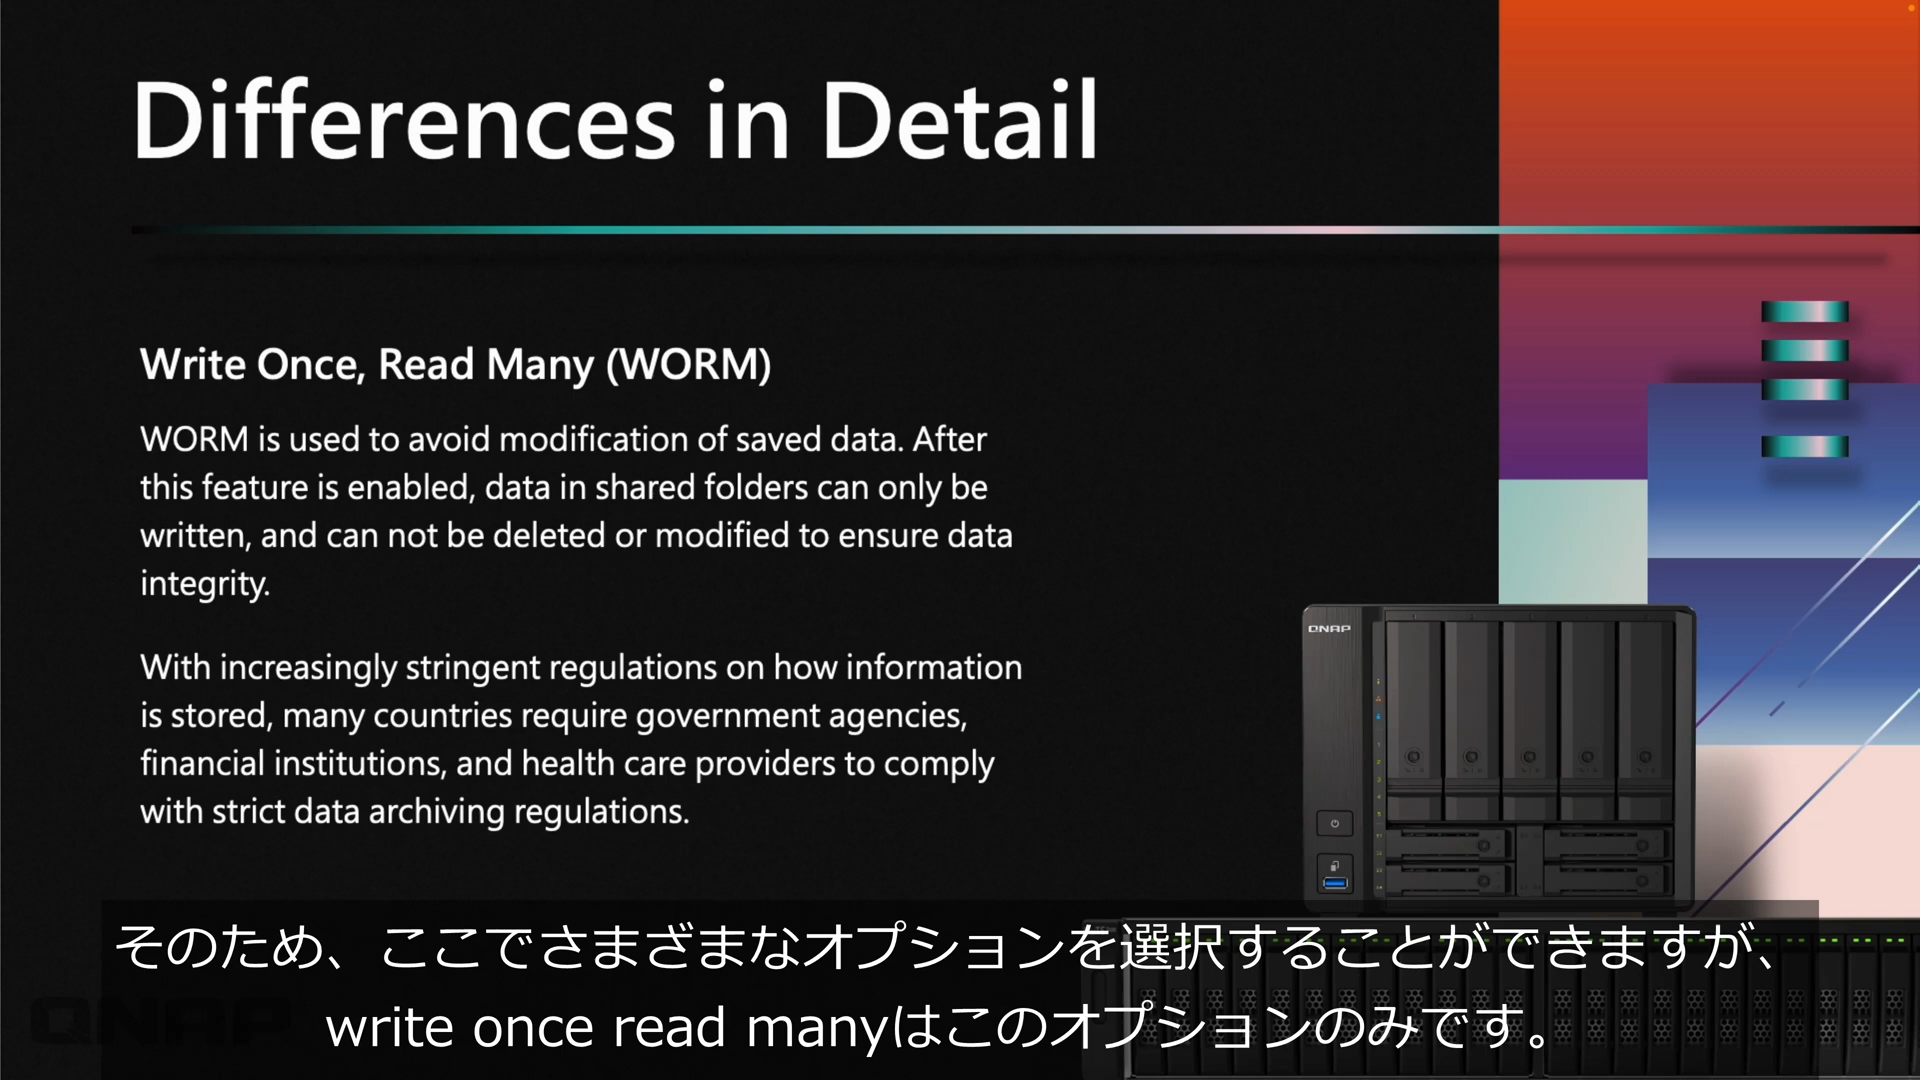 Differences in Detail
Write Once, Read Many (WORM)
WORM is used to avoid modification of saved data. After
this feature is enabled, data in shared folders can only be
written, and can not be deleted or modified to ensure data
integrity.
With increasingly stringent regulations on how information
is stored, many countries require government agencies,
financial institutions, and health care providers to comply
with strict data archiving regulations.
QNAP
そのため、ここでさまざまなオプションを選択することができますが、
write once read manyはこのオプションのみです。
QNAP